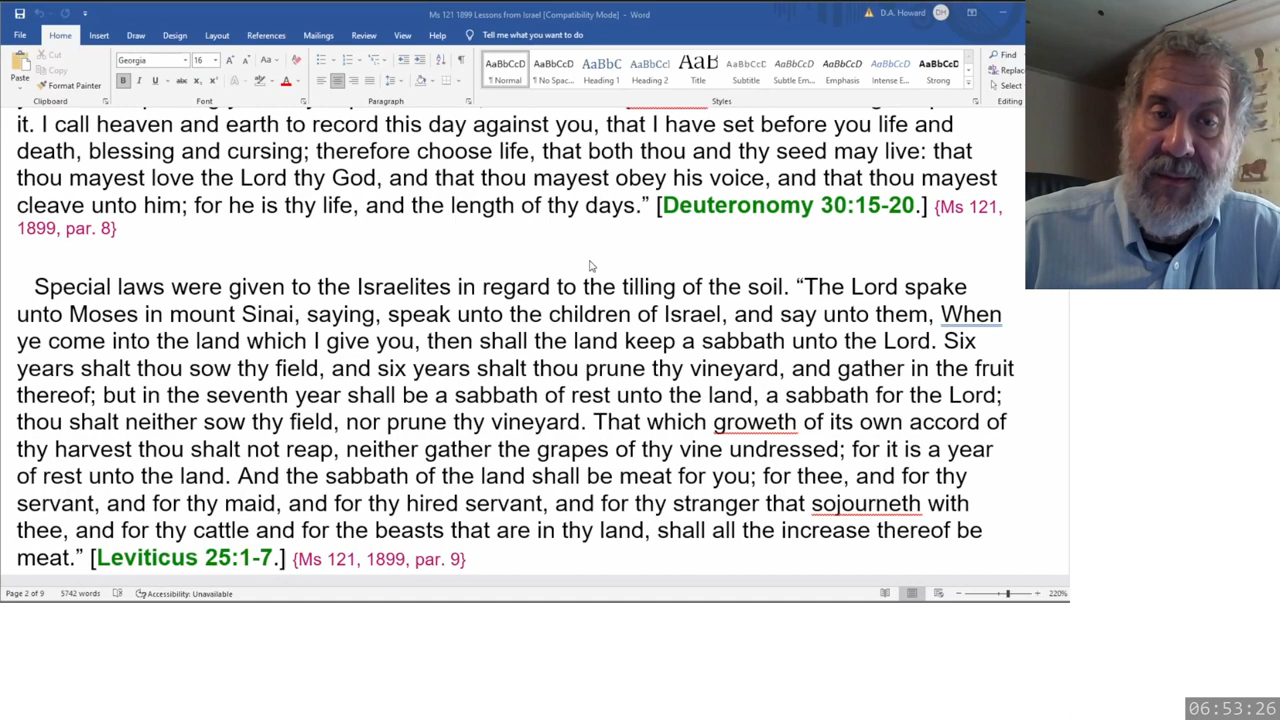 Ms 121 1899 Lessons from Israel [Compatibility Mode] - Word
D.A. Howard DH
File Home Insert Draw Design Layout References Mailings Review View Help Tell me what you want to do
Paste Cut Copy Format Painter
Clipboard
Georgia 16
Font
Paragraph
AaBbCcD AaBbCcD AaBbC AaBbCcD AaB AaBbCcD AaBbCcD AaBbCcD AaBbCcD AaBbCcD
¶ Normal ¶ No Spac... Heading 1 Heading 2 Title Subtitle Subtle Em... Emphasis Intense E... Strong
Styles
Find
Replac
Select
Editing
it. I call heaven and earth to record this day against you, that I have set before you life and
death, blessing and cursing; therefore choose life, that both thou and thy seed may live: that
thou mayest love the Lord thy God, and that thou mayest obey his voice, and that thou mayest
cleave unto him; for he is thy life, and the length of thy days.” [Deuteronomy 30:15-20.] {Ms 121,
1899, par. 8}
Special laws were given to the Israelites in regard to the tilling of the soil. “The Lord spake
unto Moses in mount Sinai, saying, speak unto the children of Israel, and say unto them, When
ye come into the land which I give you, then shall the land keep a sabbath unto the Lord. Six
years shalt thou sow thy field, and six years shalt thou prune thy vineyard, and gather in the fruit
thereof; but in the seventh year shall be a sabbath of rest unto the land, a sabbath for the Lord;
thou shalt neither sow thy field, nor prune thy vineyard. That which groweth of its own accord of
thy harvest thou shalt not reap, neither gather the grapes of thy vine undressed; for it is a year
of rest unto the land. And the sabbath of the land shall be meat for you; for thee, and for thy
servant, and for thy maid, and for thy hired servant, and for thy stranger that sojourneth with
thee, and for thy cattle and for the beasts that are in thy land, shall all the increase thereof be
meat.” [Leviticus 25:1-7.] {Ms 121, 1899, par. 9}
Page 2 of 9 5742 words Accessibility: Unavailable 220%
06:53:26